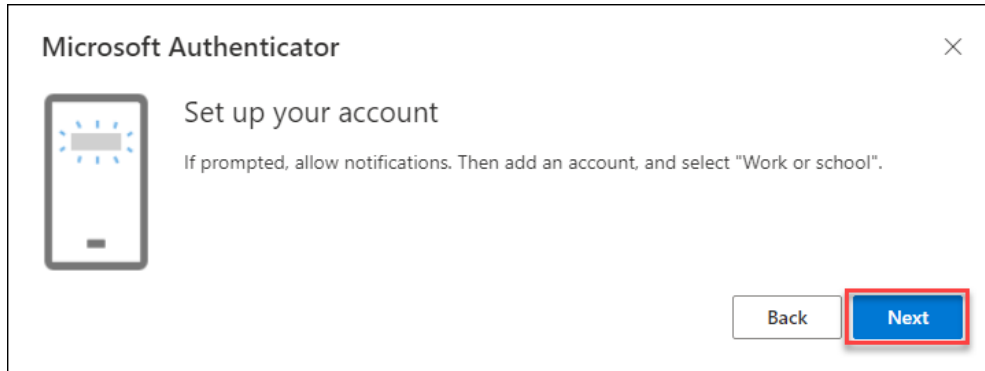 Microsoft Authenticator
Set up your account
If prompted, allow notifications. Then add an account, and select "Work or school".
Back
Next